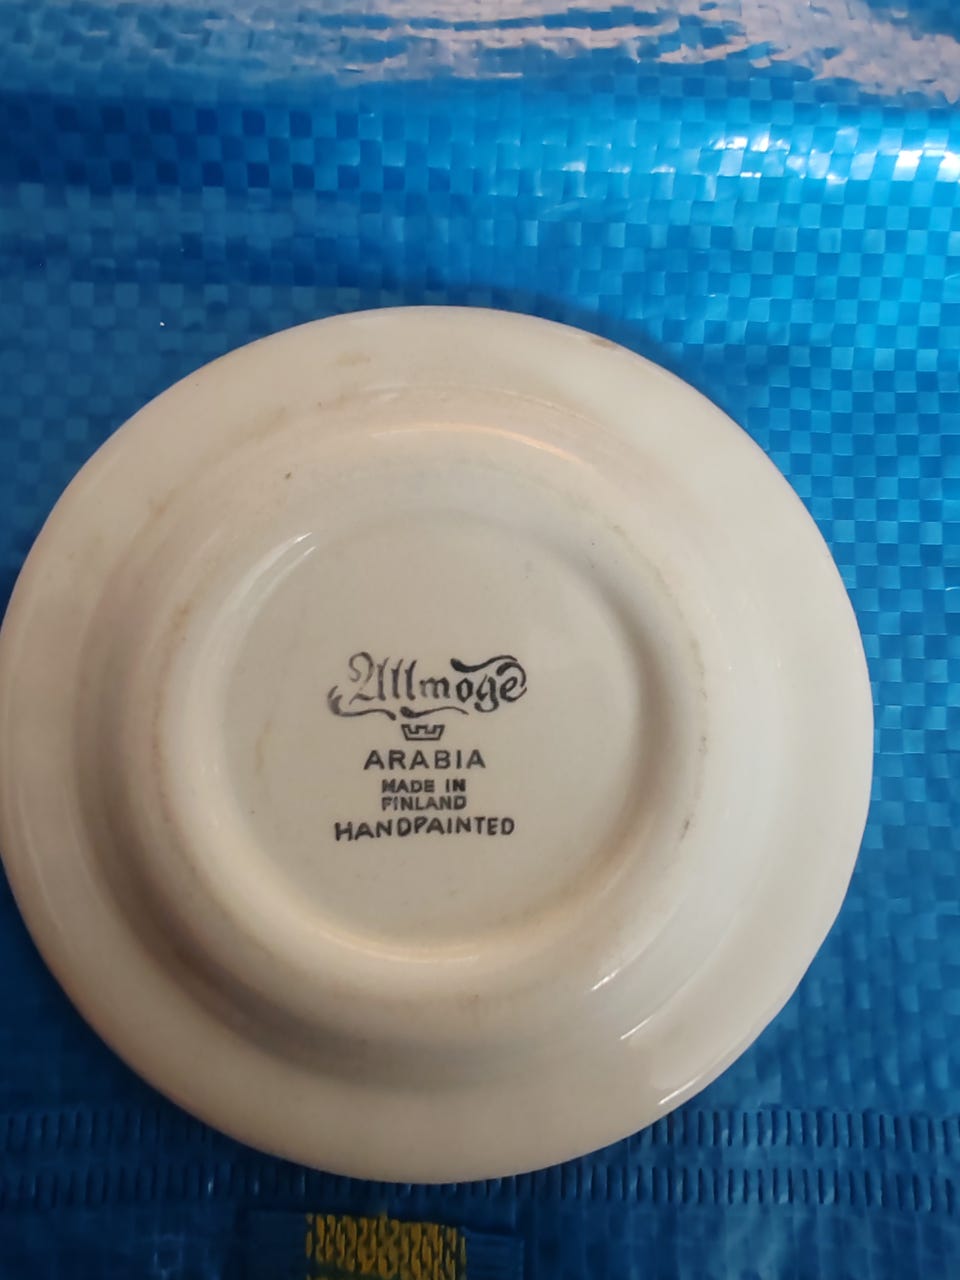 Allmoge
ARABIA
MADE IN
FINLAND
HANDPAINTED